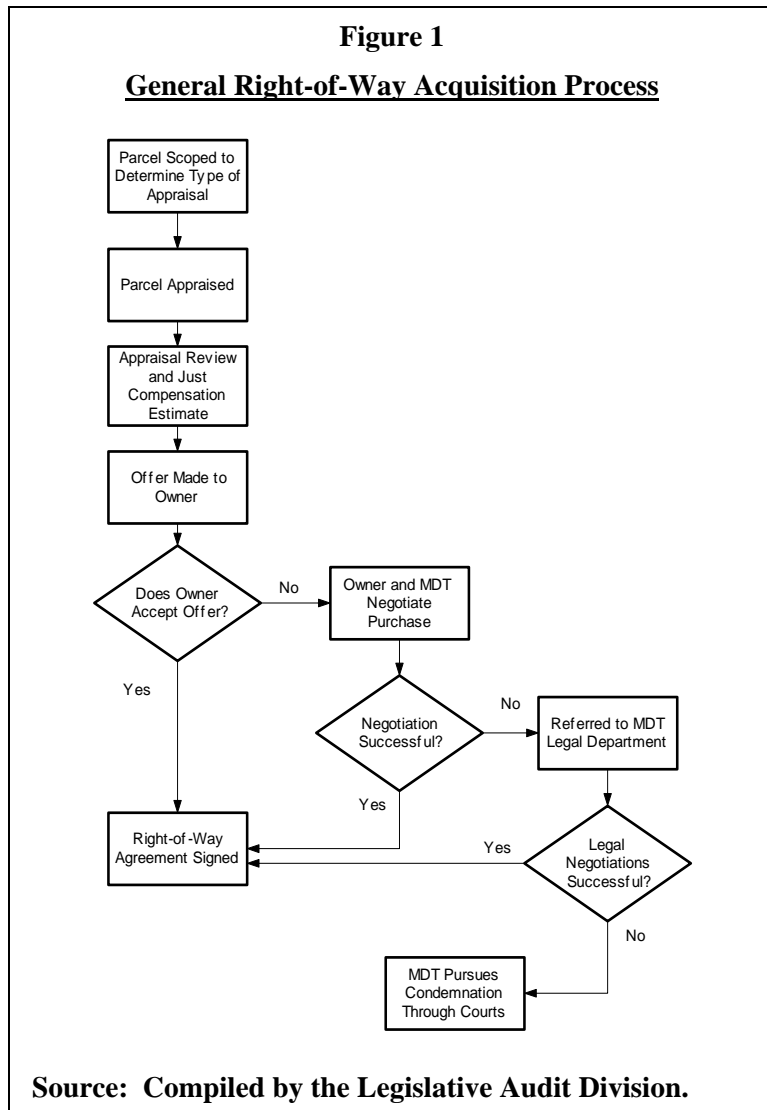 Figure 1
General Right-of-Way Acquisition Process
Parcel Scoped to
Determine Type of
Appraisal
Parcel Appraised
Appraisal Review
and Just
Compensation
Estimate
Offer Made to
Owner
Does Owner
Accept Offer?
No
Owner and MDT
Negotiate
Purchase
Yes
Negotiation
Successful?
No
Referred to MDT
Legal Department
Yes
Right-of-Way
Agreement Signed
Yes
Legal
Negotiations
Successful?
No
MDT Pursues
Condemnation
Through Courts
Source: Compiled by the Legislative Audit Division.